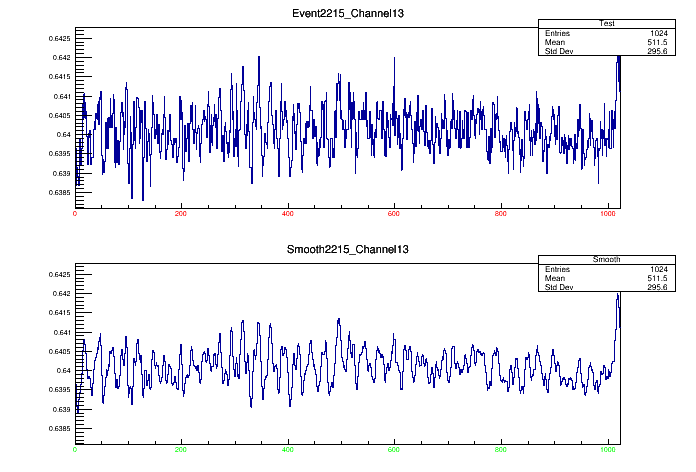 Event2215_Channel13
Test
Entries 1024
Mean 511.5
Std Dev 295.6
0.6425
0.642
0.6415
0.641
0.6405
0.64
0.6395
0.639
0.6385
0 200 400 600 800 1000
Smooth2215_Channel13
Smooth
Entries 1024
Mean 511.5
Std Dev 295.6
0.6425
0.642
0.6415
0.641
0.6405
0.64
0.6395
0.639
0.6385
0 200 400 600 800 1000